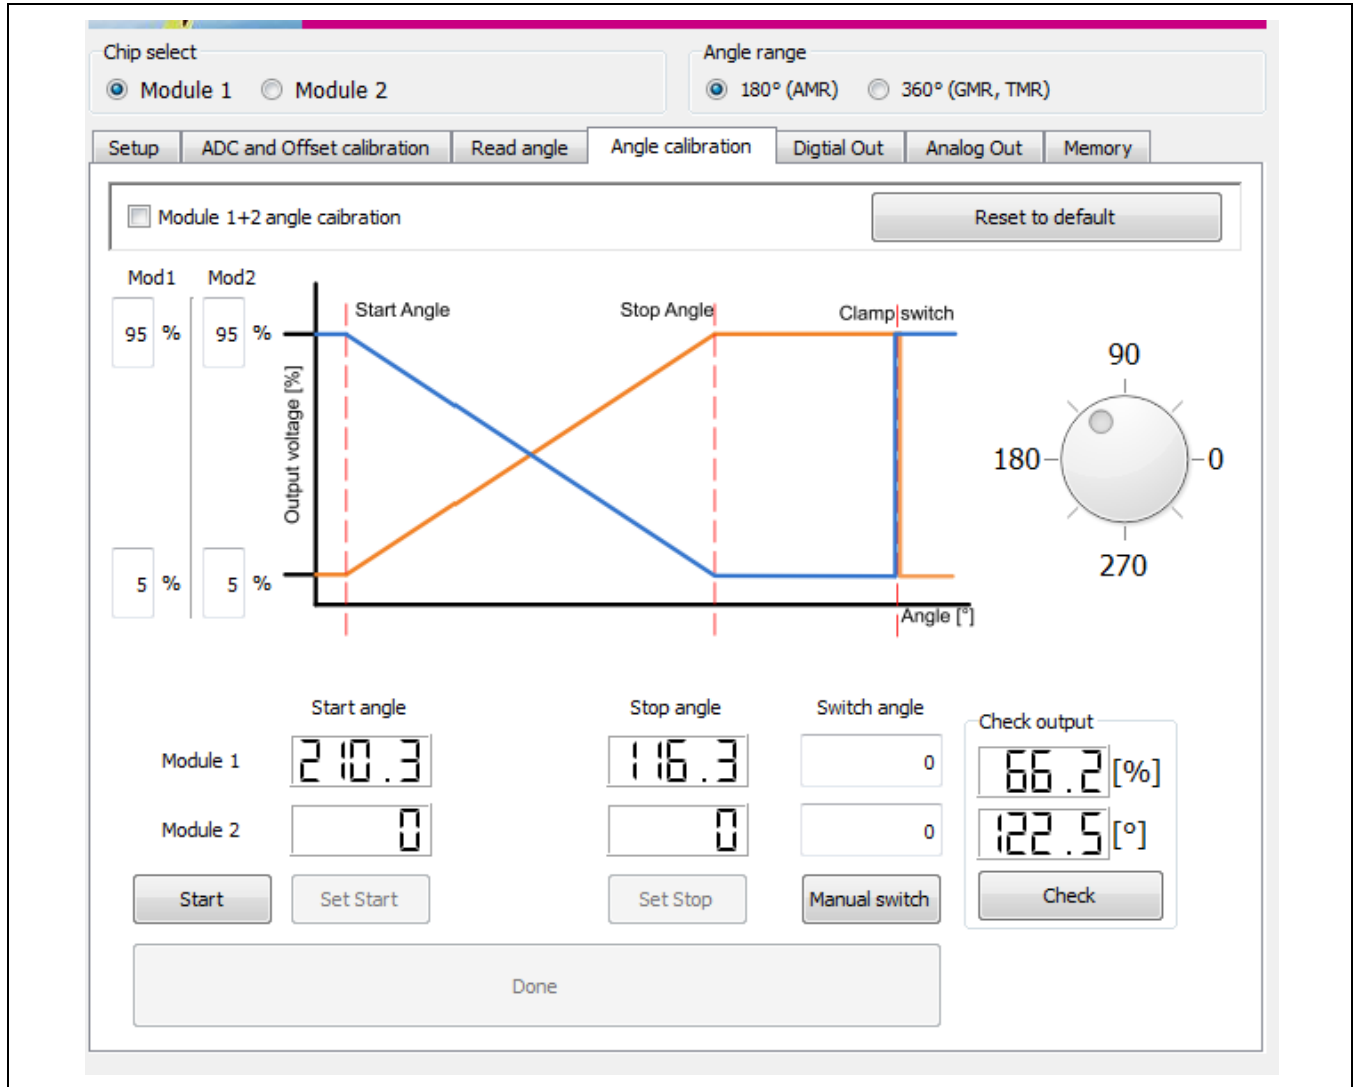 Chip select
Angle range
Module 1 Module 2
180° (AMR) 360° (GMR, TMR)
Setup ADC and Offset calibration Read angle Angle calibration Digtial Out Analog Out Memory
Module 1+2 angle caibration
Reset to default
Mod1 Mod2
95 % 95 %
Start Angle Stop Angle Clamp switch
Output voltage [%]
90
180 0
270
5 % 5 %
Angle [°]
Start angle Stop angle Switch angle
Check output
Module 1 210.3 116.3 0 66.2 [%]
Module 2 0 0 0 122.5 [°]
Start Set Start Set Stop Manual switch Check
Done